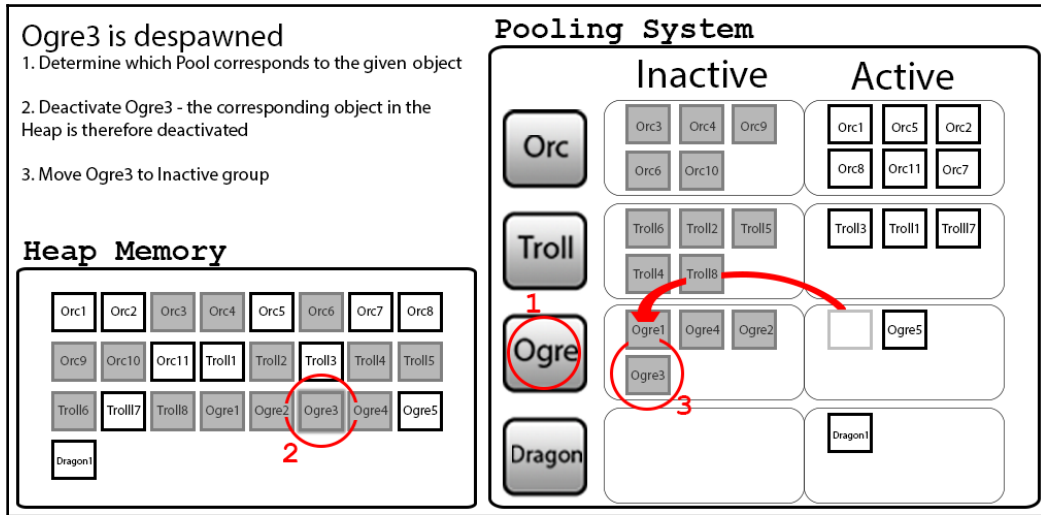 Ogre3 is despawned
1. Determine which Pool corresponds to the given object
2. Deactivate Ogre3 - the corresponding object in the
Heap is therefore deactivated
3. Move Ogre3 to Inactive group
Heap Memory
Orc1 Orc2 Orc3 Orc4 Orc5 Orc6 Orc7 Orc8
Orc9 Orc10 Orc11 Troll1 Troll2 Troll3 Troll4 Troll5
Troll6 Trolll7 Troll8 Ogre1 Ogre2 Ogre3 Ogre4 Ogre5
Dragon1
2
Pooling System
Inactive Active
Orc
Orc3 Orc4 Orc9
Orc6 Orc10
Orc1 Orc5 Orc2
Orc8 Orc11 Orc7
Troll
Troll6 Troll2 Troll5
Troll4 Troll8
Troll3 Troll1 Trolll7
1
Ogre
Ogre1 Ogre4 Ogre2
Ogre3
3
Ogre5
Dragon
Dragon1